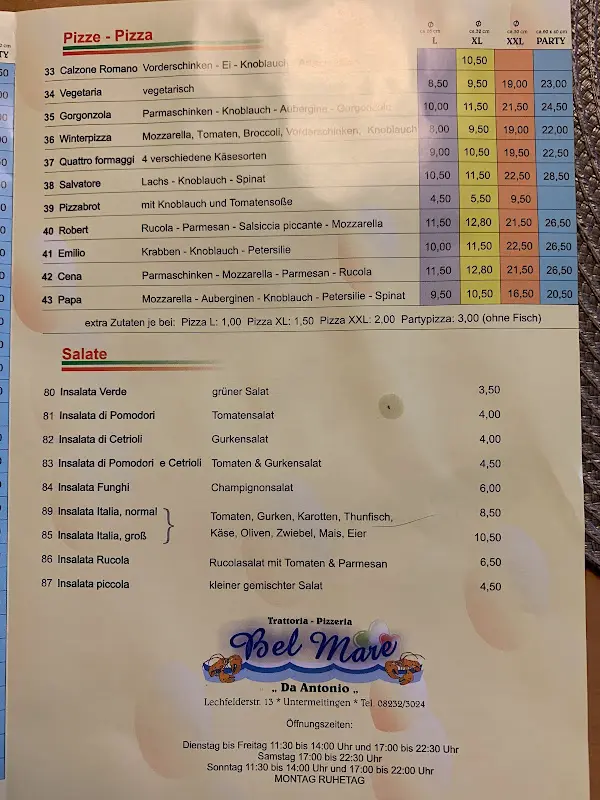 Pizze - Pizza
Ø Ø Ø
ca. 32 cm ca. 60 x 40 cm
L XL XXL PARTY
33 Calzone Romano Vorderschinken - Ei - Knoblauch 10,50
34 Vegetaria vegetarisch 8,50 9,50 19,00 23,00
35 Gorgonzola Parmaschinken - Knoblauch - Aubergine - Gorgonzola 10,00 11,50 21,50 24,50
36 Winterpizza Mozzarella, Tomaten, Broccoli, Vorderschinken, Knoblauch 8,00 9,50 19,00 22,00
37 Quattro formaggi 4 verschiedene Käsesorten 9,00 10,50 19,50 22,50
38 Salvatore Lachs - Knoblauch - Spinat 10,50 11,50 22,50 28,50
39 Pizzabrot mit Knoblauch und Tomatensoße 4,50 5,50 9,50
40 Robert Rucola - Parmesan - Salsiccia piccante - Mozzarella 11,50 12,80 21,50 26,50
41 Emilio Krabben - Knoblauch - Petersilie 10,00 11,50 22,50 26,50
42 Cena Parmaschinken - Mozzarella - Parmesan - Rucola 11,50 12,80 21,50 26,50
43 Papa Mozzarella - Auberginen - Knoblauch - Petersilie - Spinat 9,50 10,50 16,50 20,50
extra Zutaten je bei: Pizza L: 1,00 Pizza XL: 1,50 Pizza XXL: 2,00 Partypizza: 3,00 (ohne Fisch)
Salate
80 Insalata Verde grüner Salat 3,50
81 Insalata di Pomodori Tomatensalat 4,00
82 Insalata di Cetrioli Gurkensalat 4,00
83 Insalata di Pomodori e Cetrioli Tomaten & Gurkensalat 4,50
84 Insalata Funghi Champignonsalat 6,00
89 Insalata Italia, normal Tomaten, Gurken, Karotten, Thunfisch, 8,50
85 Insalata Italia, groß Käse, Oliven, Zwiebel, Mais, Eier 10,50
86 Insalata Rucola Rucolasalat mit Tomaten & Parmesan 6,50
87 Insalata piccola kleiner gemischter Salat 4,50
Trattoria - Pizzeria
Bel Mare
„ Da Antonio „
Lechfelderstr. 13 * Untermeitingen * Tel. 08232/3024
Öffnungszeiten:
Dienstag bis Freitag 11:30 bis 14:00 Uhr und 17:00 bis 22:30 Uhr
Samstag 17:00 bis 22:30 Uhr
Sonntag 11:30 bis 14:00 Uhr und 17:00 bis 22:00 Uhr
MONTAG RUHETAG